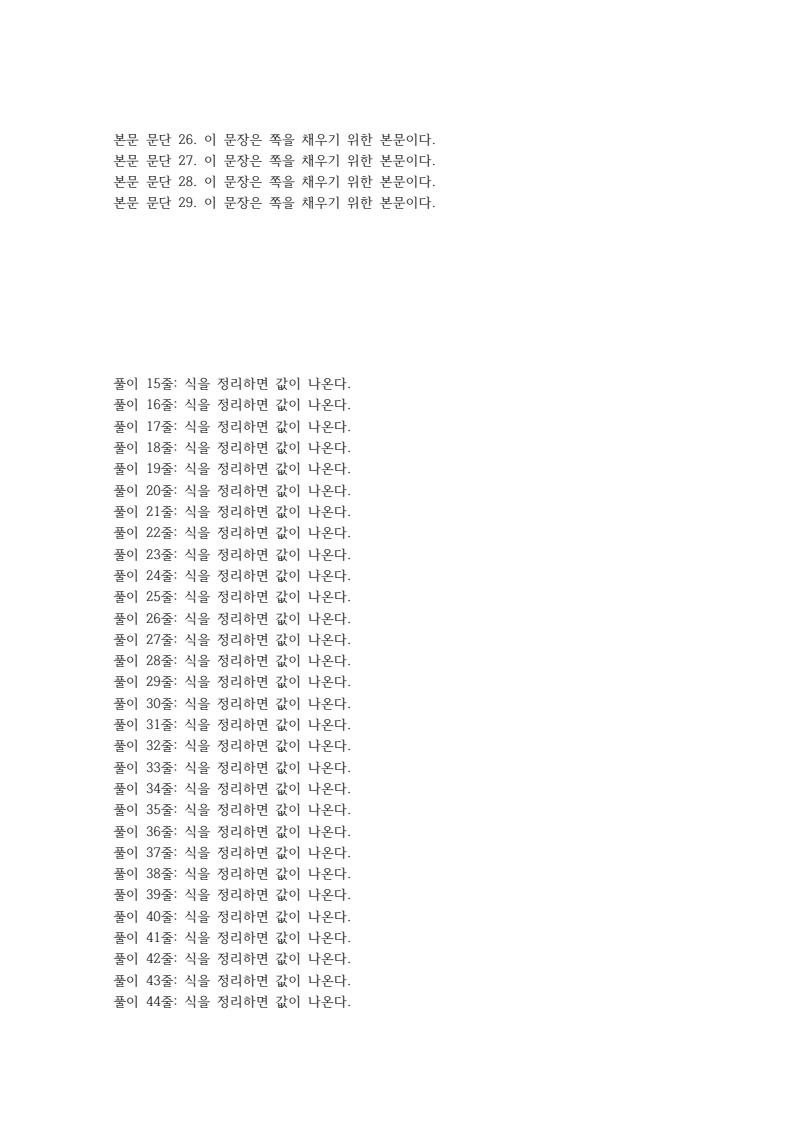 본문 문단 26. 이 문장은 쪽을 채우기 위한 본문이다.
본문 문단 27. 이 문장은 쪽을 채우기 위한 본문이다.
본문 문단 28. 이 문장은 쪽을 채우기 위한 본문이다.
본문 문단 29. 이 문장은 쪽을 채우기 위한 본문이다.
풀이 15줄: 식을 정리하면 값이 나온다.
풀이 16줄: 식을 정리하면 값이 나온다.
풀이 17줄: 식을 정리하면 값이 나온다.
풀이 18줄: 식을 정리하면 값이 나온다.
풀이 19줄: 식을 정리하면 값이 나온다.
풀이 20줄: 식을 정리하면 값이 나온다.
풀이 21줄: 식을 정리하면 값이 나온다.
풀이 22줄: 식을 정리하면 값이 나온다.
풀이 23줄: 식을 정리하면 값이 나온다.
풀이 24줄: 식을 정리하면 값이 나온다.
풀이 25줄: 식을 정리하면 값이 나온다.
풀이 26줄: 식을 정리하면 값이 나온다.
풀이 27줄: 식을 정리하면 값이 나온다.
풀이 28줄: 식을 정리하면 값이 나온다.
풀이 29줄: 식을 정리하면 값이 나온다.
풀이 30줄: 식을 정리하면 값이 나온다.
풀이 31줄: 식을 정리하면 값이 나온다.
풀이 32줄: 식을 정리하면 값이 나온다.
풀이 33줄: 식을 정리하면 값이 나온다.
풀이 34줄: 식을 정리하면 값이 나온다.
풀이 35줄: 식을 정리하면 값이 나온다.
풀이 36줄: 식을 정리하면 값이 나온다.
풀이 37줄: 식을 정리하면 값이 나온다.
풀이 38줄: 식을 정리하면 값이 나온다.
풀이 39줄: 식을 정리하면 값이 나온다.
풀이 40줄: 식을 정리하면 값이 나온다.
풀이 41줄: 식을 정리하면 값이 나온다.
풀이 42줄: 식을 정리하면 값이 나온다.
풀이 43줄: 식을 정리하면 값이 나온다.
풀이 44줄: 식을 정리하면 값이 나온다.